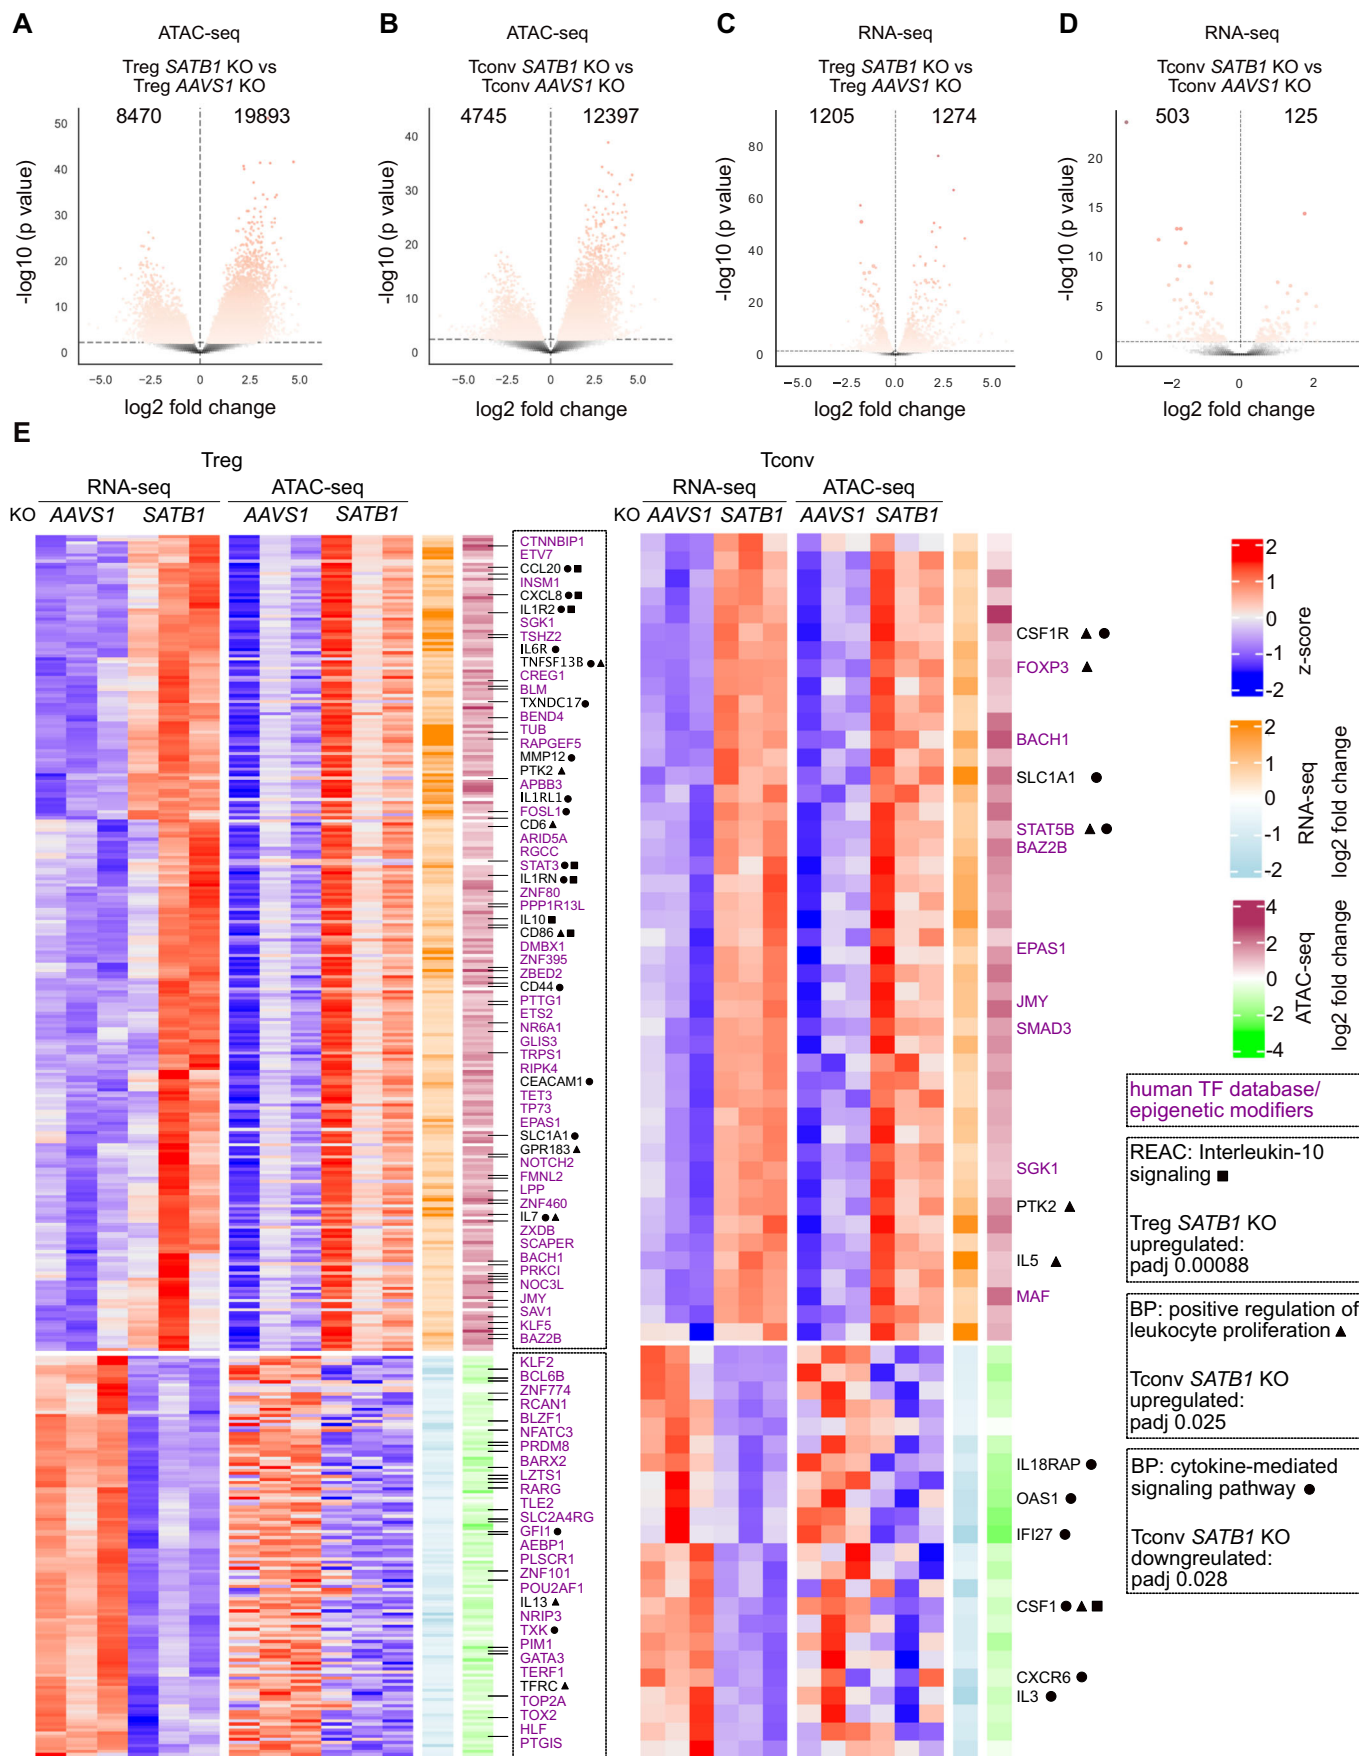 A
ATAC-seq
Treg SATB1 KO vs
Treg AAVS1 KO
8470
19893
50
40
30
20
10
0
-log10 (p value)
−5.0
−2.5
0
2.5
5.0
log2 fold change
B
ATAC-seq
Tconv SATB1 KO vs
Tconv AAVS1 KO
4745
12397
40
30
20
10
0
-log10 (p value)
−5.0
−2.5
0
2.5
5.0
log2 fold change
C
RNA-seq
Treg SATB1 KO vs
Treg AAVS1 KO
1205
1274
80
60
40
20
0
-log10 (p value)
−5.0
−2.5
0.0
2.5
5.0
log2 fold change
D
RNA-seq
Tconv SATB1 KO vs
Tconv AAVS1 KO
503
125
20
15
10
5
0
-log10 (p value)
−2
0
2
log2 fold change
E
Treg
RNA-seq
ATAC-seq
KO AAVS1 SATB1 AAVS1 SATB1
CTNNBIP1
ETV7
CCL20 ● ■
INSM1
CXCL8 ● ■
IL1R2 ● ■
SGK1
TSHZ2
IL6R ●
TNFSF13B ● ▲
CREG1
BLM
TXNDC17 ●
BEND4
TUB
RAPGEF5
MMP12 ●
PTK2 ▲
APBB3
IL1RL1 ●
FOSL1 ●
CD6 ▲
ARID5A
RGCC
STAT3 ● ■
IL1RN ● ■
ZNF80
PPP1R13L
IL10 ■
CD86 ▲ ■
DMBX1
ZNF395
ZBED2
CD44 ●
PTTG1
ETS2
NR6A1
GLIS3
TRPS1
RIPK4
CEACAM1 ●
TET3
TP73
EPAS1
SLC1A1 ●
GPR183 ▲
NOTCH2
FMNL2
LPP
ZNF460
IL7 ● ▲
ZXDB
SCAPER
BACH1
PRKCI
NOC3L
JMY
SAV1
KLF5
BAZ2B
KLF2
BCL6B
ZNF774
RCAN1
BLZF1
NFATC3
PRDM8
BARX2
LZTS1
RARG
TLE2
SLC2A4RG
GFI1 ●
AEBP1
PLSCR1
ZNF101
POU2AF1
IL13 ▲
NRIP3
TXK ●
PIM1
GATA3
TERF1
TFRC ▲
TOP2A
TOX2
HLF
PTGIS
Tconv
RNA-seq
ATAC-seq
KO AAVS1 SATB1 AAVS1 SATB1
CSF1R ▲ ●
FOXP3 ▲
BACH1
SLC1A1 ●
STAT5B ▲ ●
BAZ2B
EPAS1
JMY
SMAD3
SGK1
PTK2 ▲
IL5 ▲
MAF
IL18RAP ●
OAS1 ●
IFI27 ●
CSF1 ● ▲ ■
CXCR6 ●
IL3 ●
2
1
0
-1
-2
z-score
2
1
0
-1
-2
RNA-seq
log2 fold change
4
2
0
-2
-4
ATAC-seq
log2 fold change
human TF database/
epigenetic modifiers
REAC: Interleukin-10
signaling ■
Treg SATB1 KO
upregulated:
padj 0.00088
BP: positive regulation of
leukocyte proliferation ▲
Tconv SATB1 KO
upregulated:
padj 0.025
BP: cytokine-mediated
signaling pathway ●
Tconv SATB1 KO
downgreulated:
padj 0.028